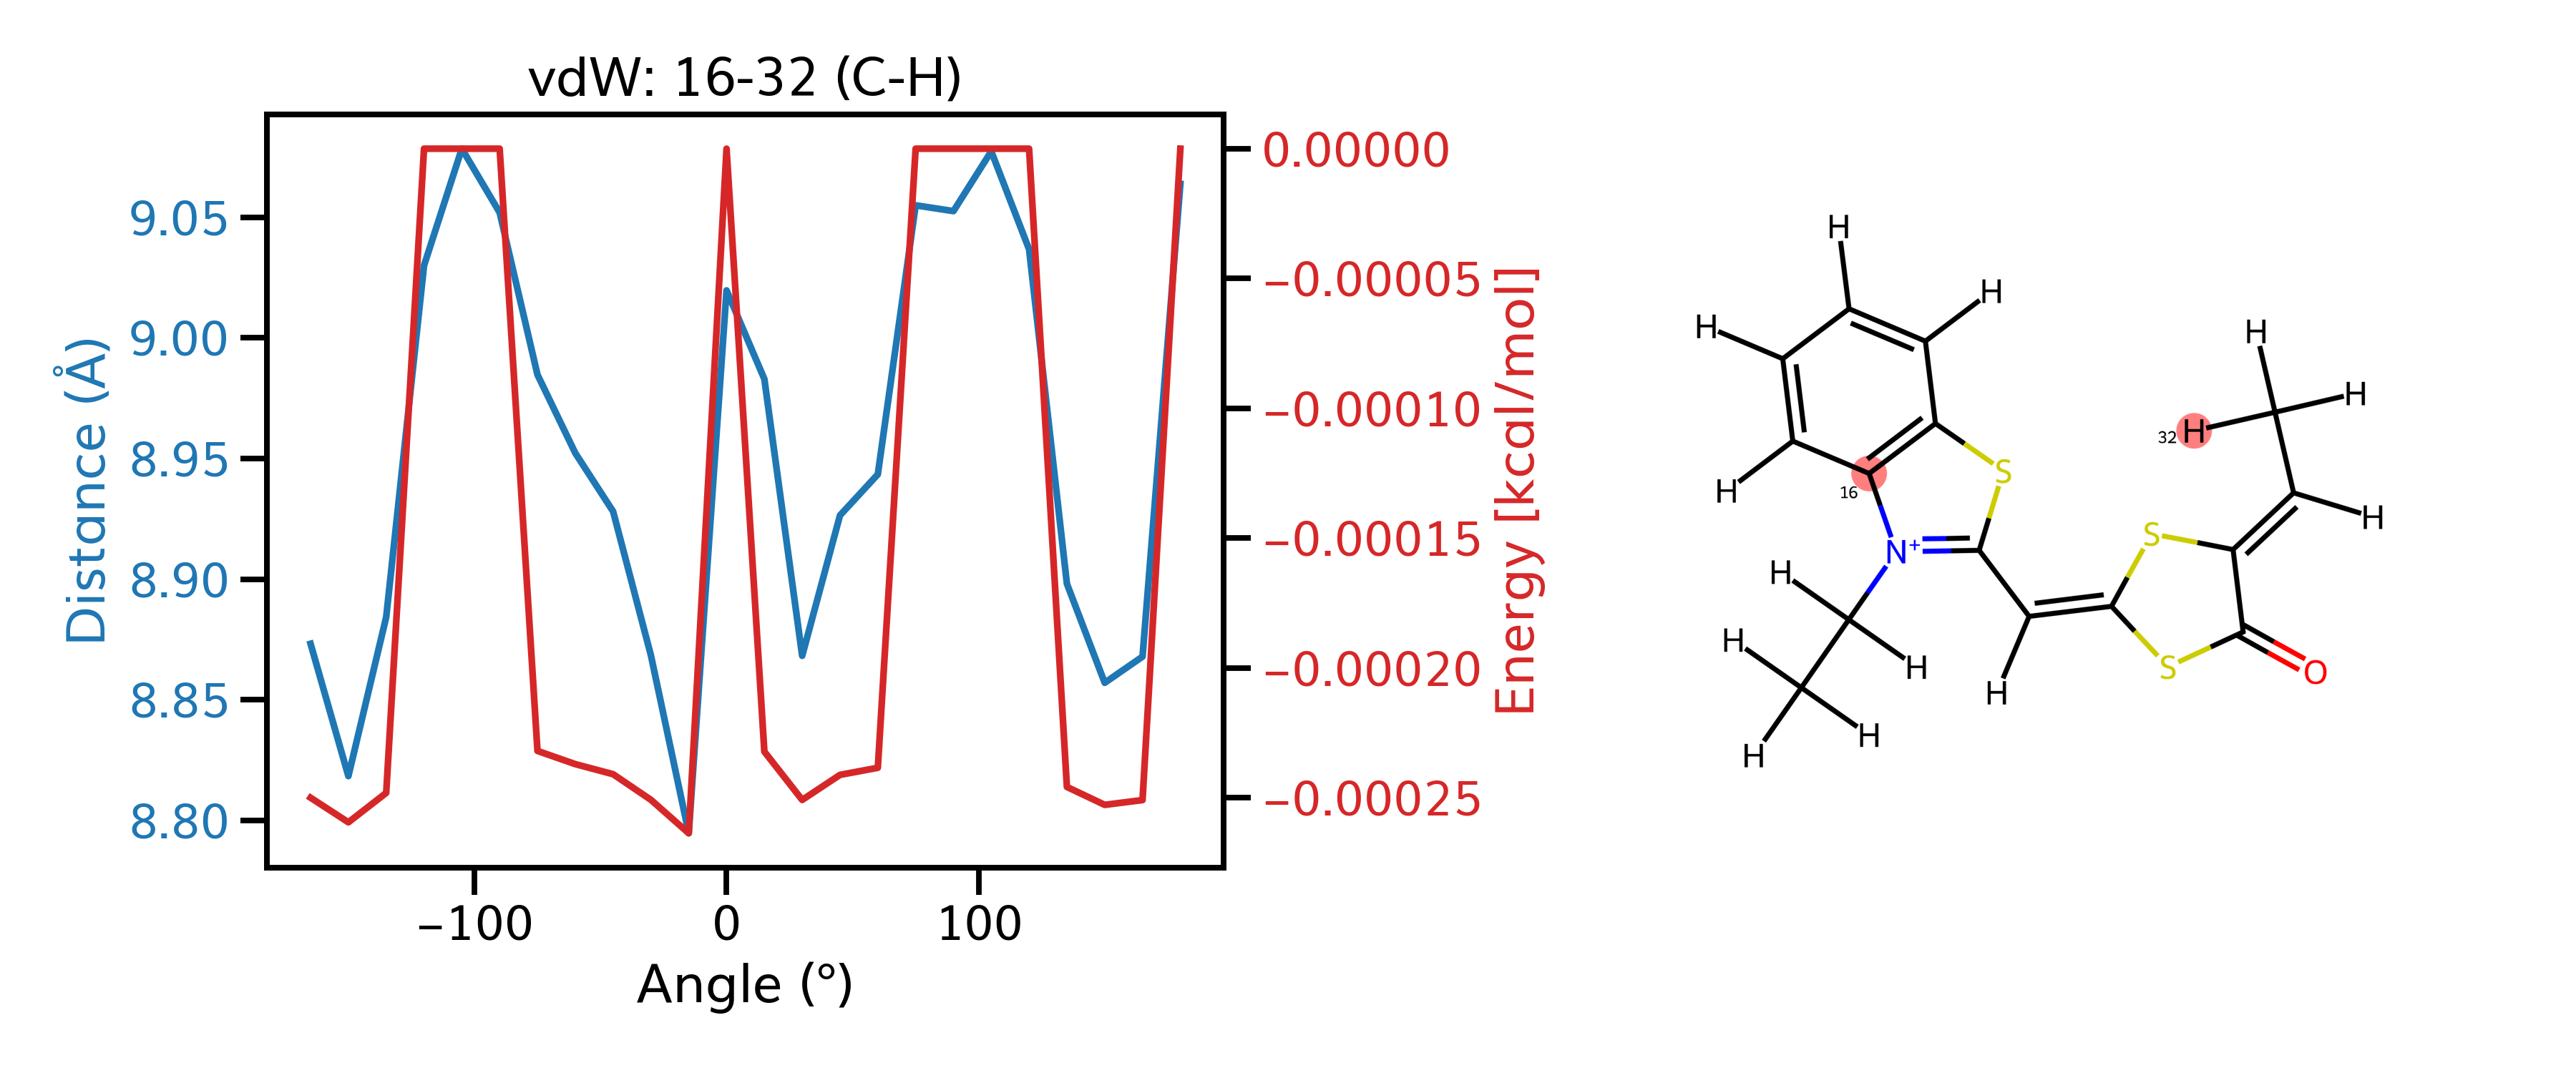 vdW: 16-32 (C-H)
Distance (Å)
9.05
9.00
8.95
8.90
8.85
8.80
−100
0
100
Angle (°)
0.00000
−0.00005
−0.00010
−0.00015
−0.00020
−0.00025
Energy [kcal/mol]
H
H
H
H
H
H
32 H
S
H
16
H
S
N+
H
H
H
S
O
H
H
H